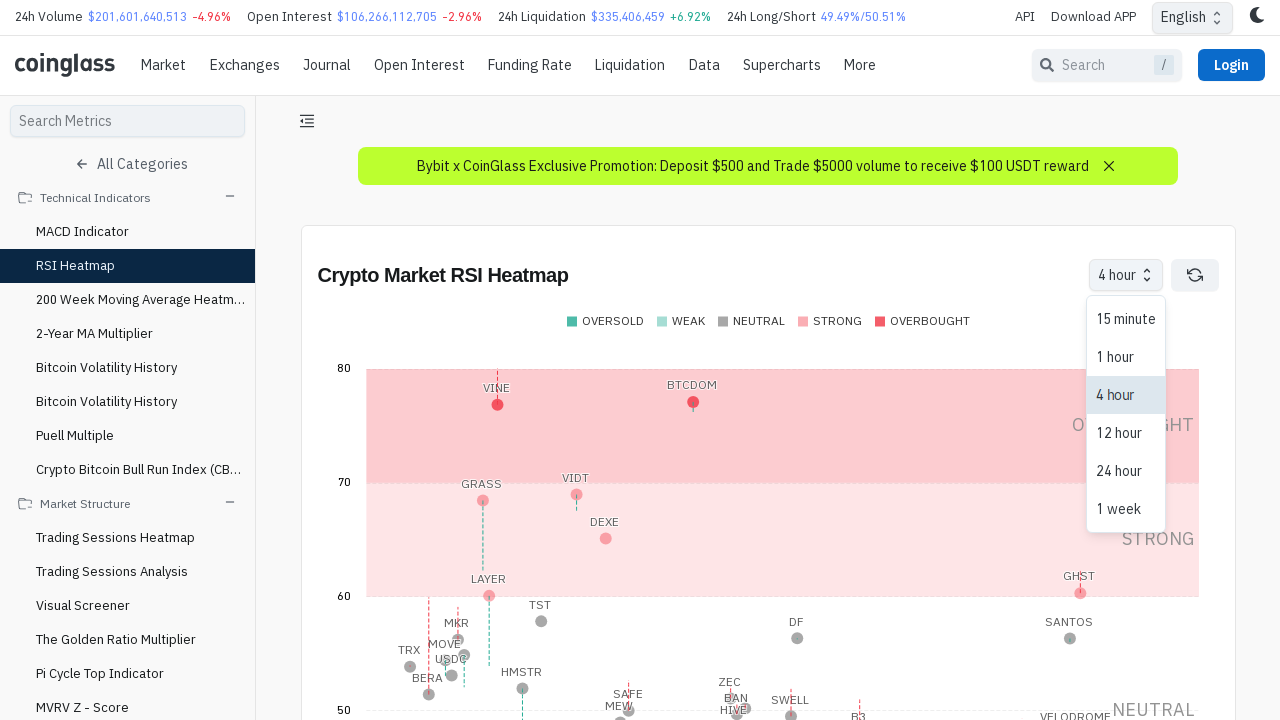 24h Volume $201,601,640,513 -4.96% Open Interest $106,266,112,705 -2.96% 24h Liquidation $335,406,459 +6.92% 24h Long/Short 49.49%/50.51% API Download APP English
coinglass Market Exchanges Journal Open Interest Funding Rate Liquidation Data Supercharts More Search / Login
Search Metrics
All Categories
Technical Indicators
MACD Indicator
RSI Heatmap
200 Week Moving Average Heatm...
2-Year MA Multiplier
Bitcoin Volatility History
Bitcoin Volatility History
Puell Multiple
Crypto Bitcoin Bull Run Index (CB...
Market Structure
Trading Sessions Heatmap
Trading Sessions Analysis
Visual Screener
The Golden Ratio Multiplier
Pi Cycle Top Indicator
MVRV Z - Score
Bybit x CoinGlass Exclusive Promotion: Deposit $500 and Trade $5000 volume to receive $100 USDT reward
Crypto Market RSI Heatmap
4 hour
15 minute
1 hour
4 hour
12 hour
24 hour
1 week
OVERSOLD WEAK NEUTRAL STRONG OVERBOUGHT
80
VINE BTCDOM
70
GRASS VIDT
DEXE
STRONG
LAYER GHST
60
TST
MKR DF SANTOS
TRX MOVE
USDC
BERA HMSTR
ZEC
SAFE BAN SWELL
MEW HIVE
50 NEUTRAL
B3 VELODROME